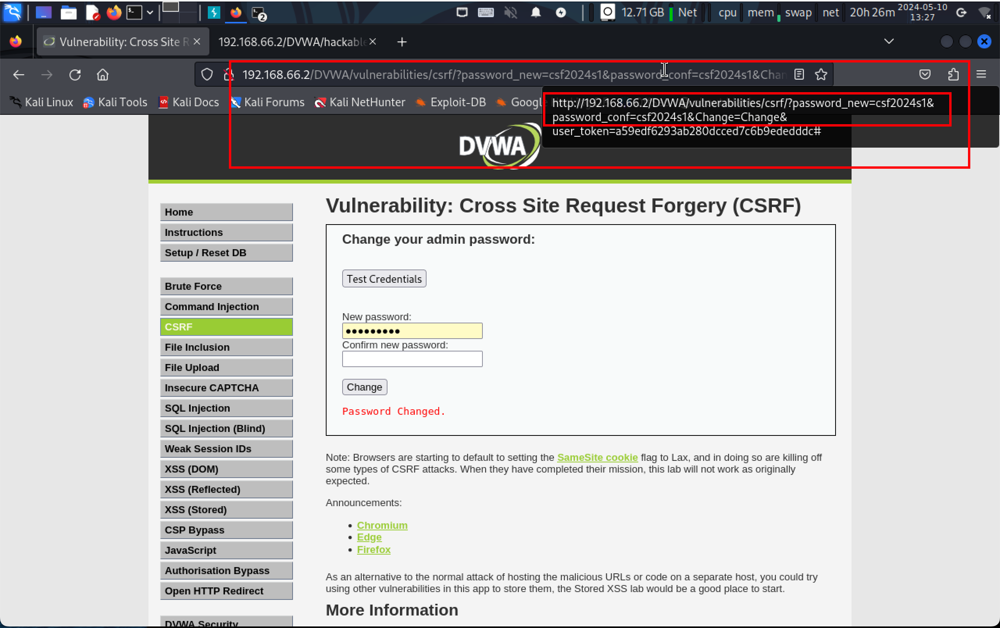 2
12.71 GB Net cpu mem swap net 20h 26m 2024-05-10
13:27
Vulnerability: Cross Site R
192.168.66.2/DVWA/hackable
192.168.66.2/DVWA/vulnerabilities/csrf/?password_new=csf2024s1&password_conf=csf2024s1&Chan
Kali Linux Kali Tools Kali Docs Kali Forums Kali NetHunter Exploit-DB Google
http://192.168.66.2/DVWA/vulnerabilities/csrf/?password_new=csf2024s1&
password_conf=csf2024s1&Change=Change&
user_token=a59edf6293ab280dcced7c6b9ededddc#
DVWA
Home
Instructions
Setup / Reset DB
Brute Force
Command Injection
CSRF
File Inclusion
File Upload
Insecure CAPTCHA
SQL Injection
SQL Injection (Blind)
Weak Session IDs
XSS (DOM)
XSS (Reflected)
XSS (Stored)
CSP Bypass
JavaScript
Authorisation Bypass
Open HTTP Redirect
DVWA Security
Vulnerability: Cross Site Request Forgery (CSRF)
Change your admin password:
Test Credentials
New password:
Confirm new password:
Change
Password Changed.
Note: Browsers are starting to default to setting the SameSite cookie flag to Lax, and in doing so are killing off
some types of CSRF attacks. When they have completed their mission, this lab will not work as originally
expected.
Announcements:
• Chromium
• Edge
• Firefox
As an alternative to the normal attack of hosting the malicious URLs or code on a separate host, you could try
using other vulnerabilities in this app to store them, the Stored XSS lab would be a good place to start.
More Information